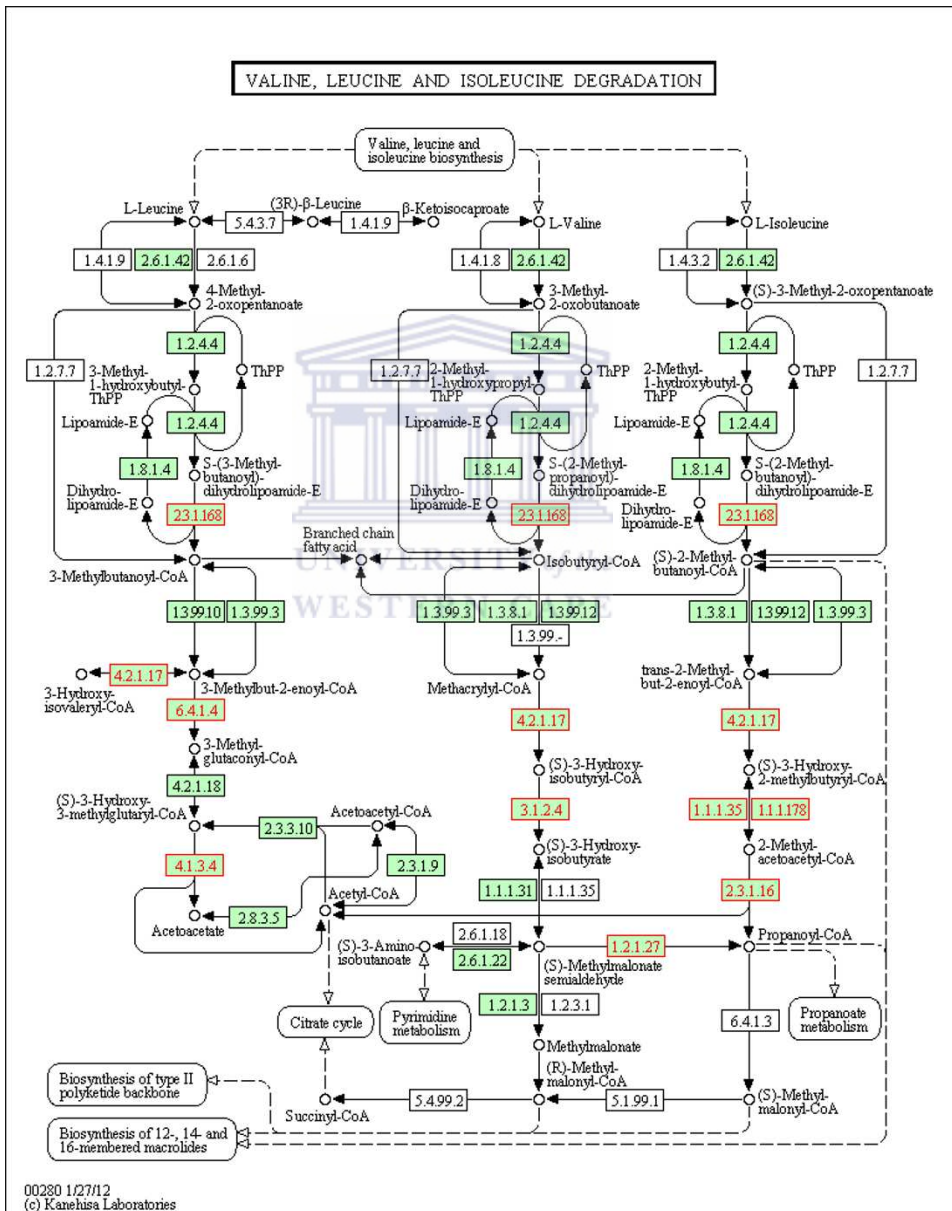 VALINE, LEUCINE AND ISOLEUCINE DEGRADATION
Valine, leucine and
isoleucine biosynthesis
L-Leucine
5.4.3.7
(3R)-β-Leucine
1.4.1.9
β-Ketoisocaproate
L-Valine
L-Isoleucine
1.4.1.9
2.6.1.42
2.6.1.6
1.4.1.8
2.6.1.42
1.4.3.2
2.6.1.42
4-Methyl-
2-oxopentanoate
3-Methyl-
2-oxobutanoate
(S)-3-Methyl-2-oxopentanoate
1.2.4.4
1.2.4.4
1.2.4.4
1.2.7.7
3-Methyl-
1-hydroxybutyl-
ThPP
ThPP
1.2.7.7
2-Methyl-
1-hydroxypropyl-
ThPP
ThPP
2-Methyl-
1-hydroxybutyl-
ThPP
ThPP
1.2.7.7
Lipoamide-E
1.2.4.4
Lipoamide-E
1.2.4.4
Lipoamide-E
1.2.4.4
1.8.1.4
S-(3-Methyl-
butanoyl)-
dihydrolipoamide-E
1.8.1.4
S-(2-Methyl-
propanoyl)-
dihydrolipoamide-E
1.8.1.4
S-(2-Methyl-
butanoyl)-
dihydrolipoamide-E
Dihydro-
lipoamide-E
2.3.1.168
Dihydro-
lipoamide-E
2.3.1.168
Dihydro-
lipoamide-E
2.3.1.168
Branched chain
fatty acid
UNIVERSITY of the
WESTERN CAPE
3-Methylbutanoyl-CoA
Isobutyryl-CoA
(S)-2-Methyl-
butanoyl-CoA
1.3.99.10
1.3.99.3
1.3.99.3
1.3.8.1
1.3.99.12
1.3.99.-
1.3.8.1
1.3.99.12
1.3.99.3
4.2.1.17
3-Hydroxy-
isovaleryl-CoA
3-Methylbut-2-enoyl-CoA
Methacrylyl-CoA
trans-2-Methyl-
but-2-enoyl-CoA
6.4.1.4
4.2.1.17
4.2.1.17
3-Methyl-
glutaconyl-CoA
(S)-3-Hydroxy-
isobutyryl-CoA
(S)-3-Hydroxy-
2-methylbutyryl-CoA
4.2.1.18
(S)-3-Hydroxy-
3-methylglutaryl-CoA
2.3.3.10
Acetoacetyl-CoA
3.1.2.4
1.1.1.35
1.1.1.178
(S)-3-Hydroxy-
isobutyrate
2-Methyl-
acetoacetyl-CoA
4.1.3.4
2.3.1.9
Acetyl-CoA
1.1.1.31
1.1.1.35
2.3.1.16
Acetoacetate
2.8.3.5
(S)-3-Amino-
isobutanoate
2.6.1.18
2.6.1.22
(S)-Methylmalonate
semialdehyde
1.2.1.27
Propanoyl-CoA
Citrate cycle
Pyrimidine
metabolism
1.2.1.3
1.2.3.1
6.4.1.3
Propanoate
metabolism
Methylmalonate
Biosynthesis of type II
polyketide backbone
(R)-Methyl-
malonyl-CoA
Succinyl-CoA
5.4.99.2
5.1.99.1
(S)-Methyl-
malonyl-CoA
Biosynthesis of 12-, 14- and
16-membered macrolides
00280 1/27/12
(c) Kanehisa Laboratories